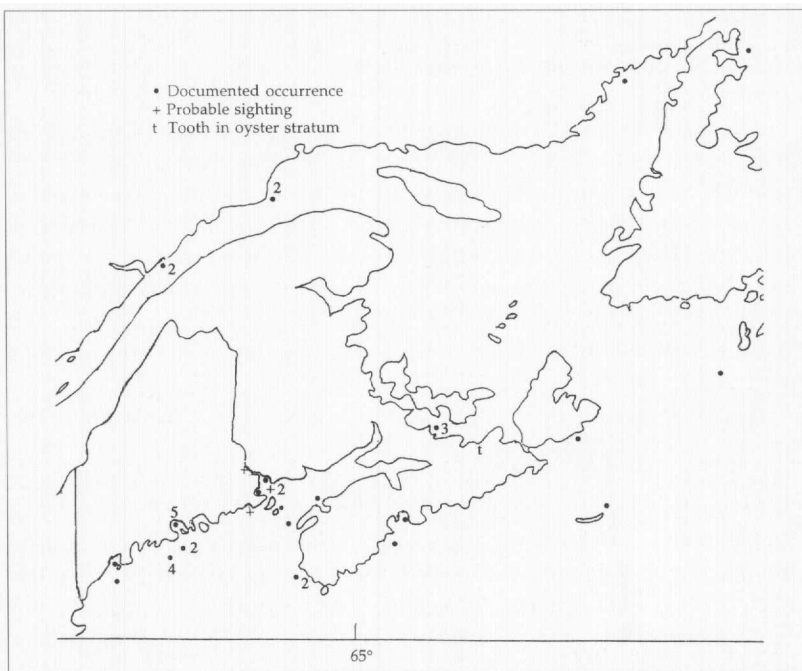 • Documented occurrence
+ Probable sighting
t Tooth in oyster stratum
2
2
3
t
+
+ 2
5
+
2
4
2
65°